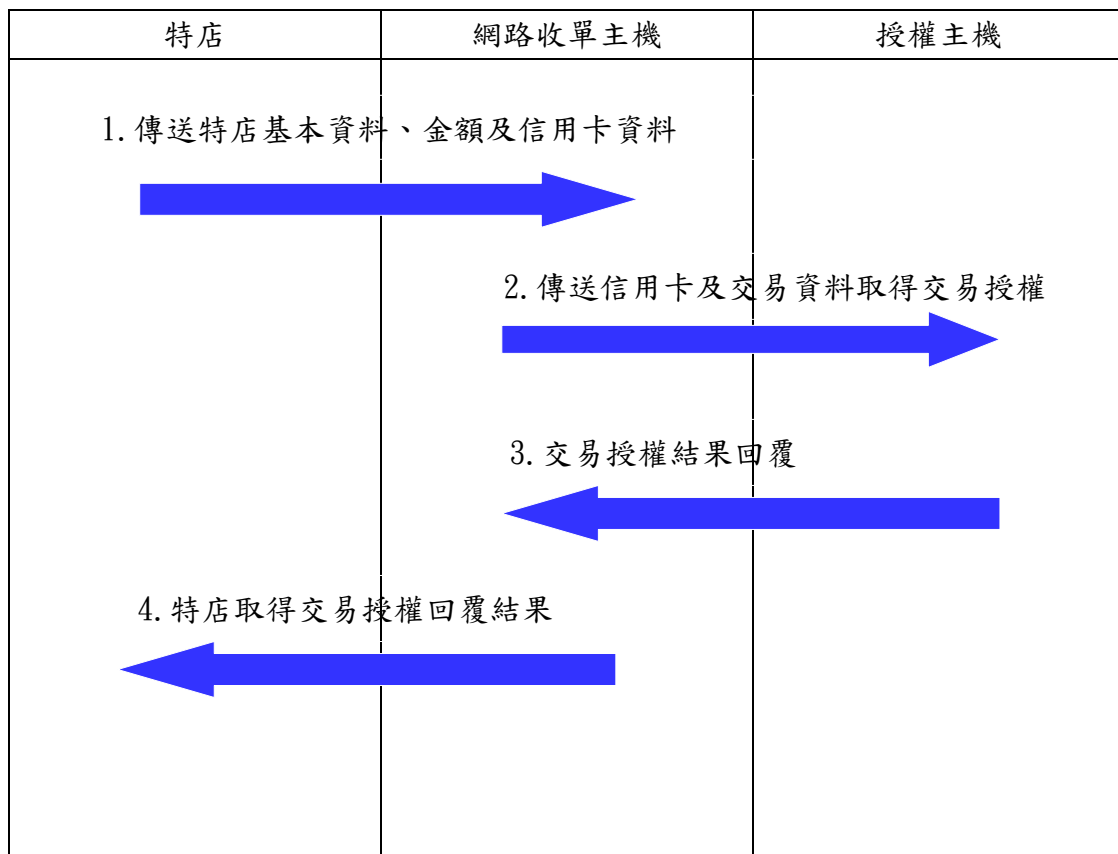 特店
網路收單主機
授權主機
1.傳送特店基本資料、金額及信用卡資料
2.傳送信用卡及交易資料取得交易授權
3.交易授權結果回覆
4.特店取得交易授權回覆結果